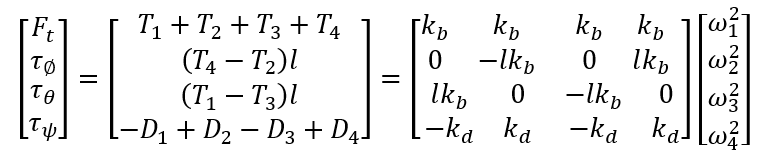 [F_t; τ_∅; τ_θ; τ_ψ] = [T_1 + T_2 + T_3 + T_4; (T_4 − T_2)l; (T_1 − T_3)l; −D_1 + D_2 − D_3 + D_4] = [k_b k_b k_b k_b; 0 −lk_b 0 lk_b; lk_b 0 −lk_b 0; −k_d k_d −k_d k_d] [ω_1^2; ω_2^2; ω_3^2; ω_4^2]